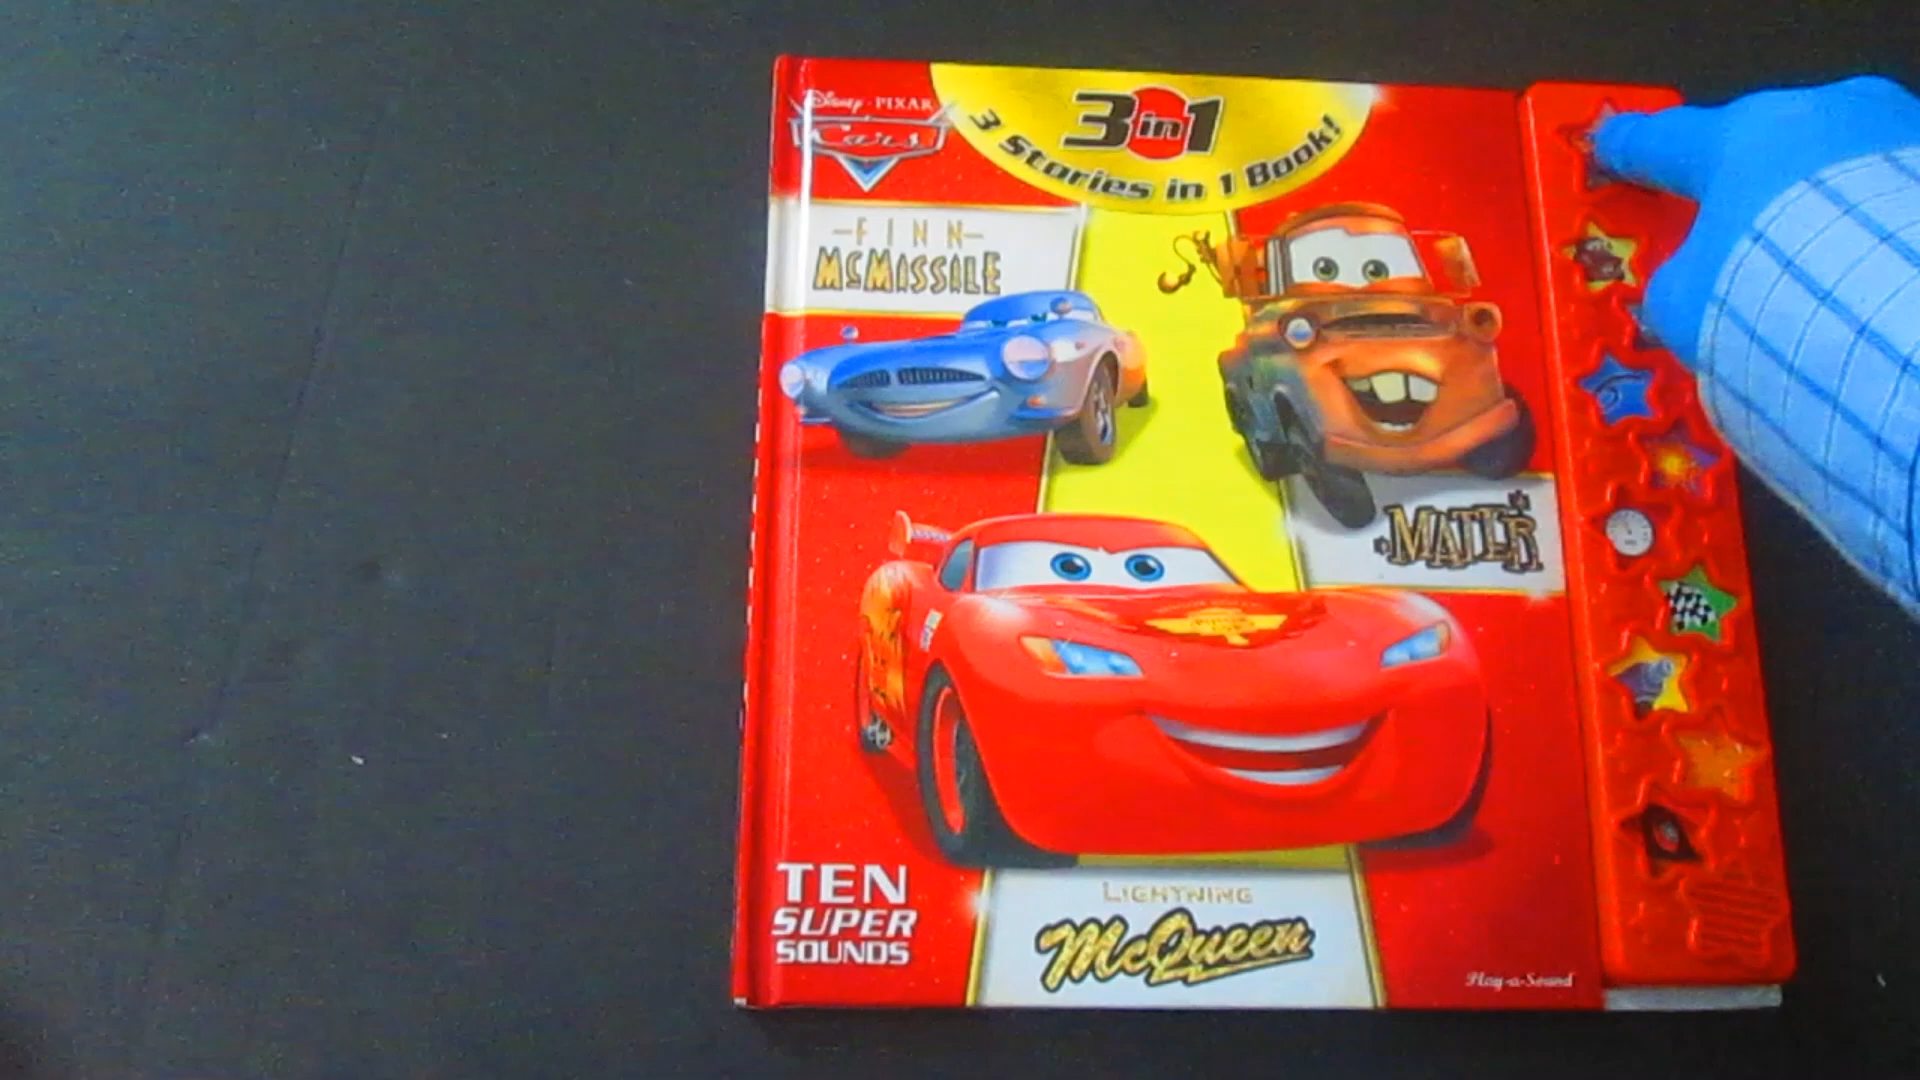 Disney · PIXAR
Cars
3 in 1
3 Stories in 1 Book!
FINN
McMISSILE
MATER
TEN
SUPER
SOUNDS
LIGHTNING
McQueen
Play-a-Sound